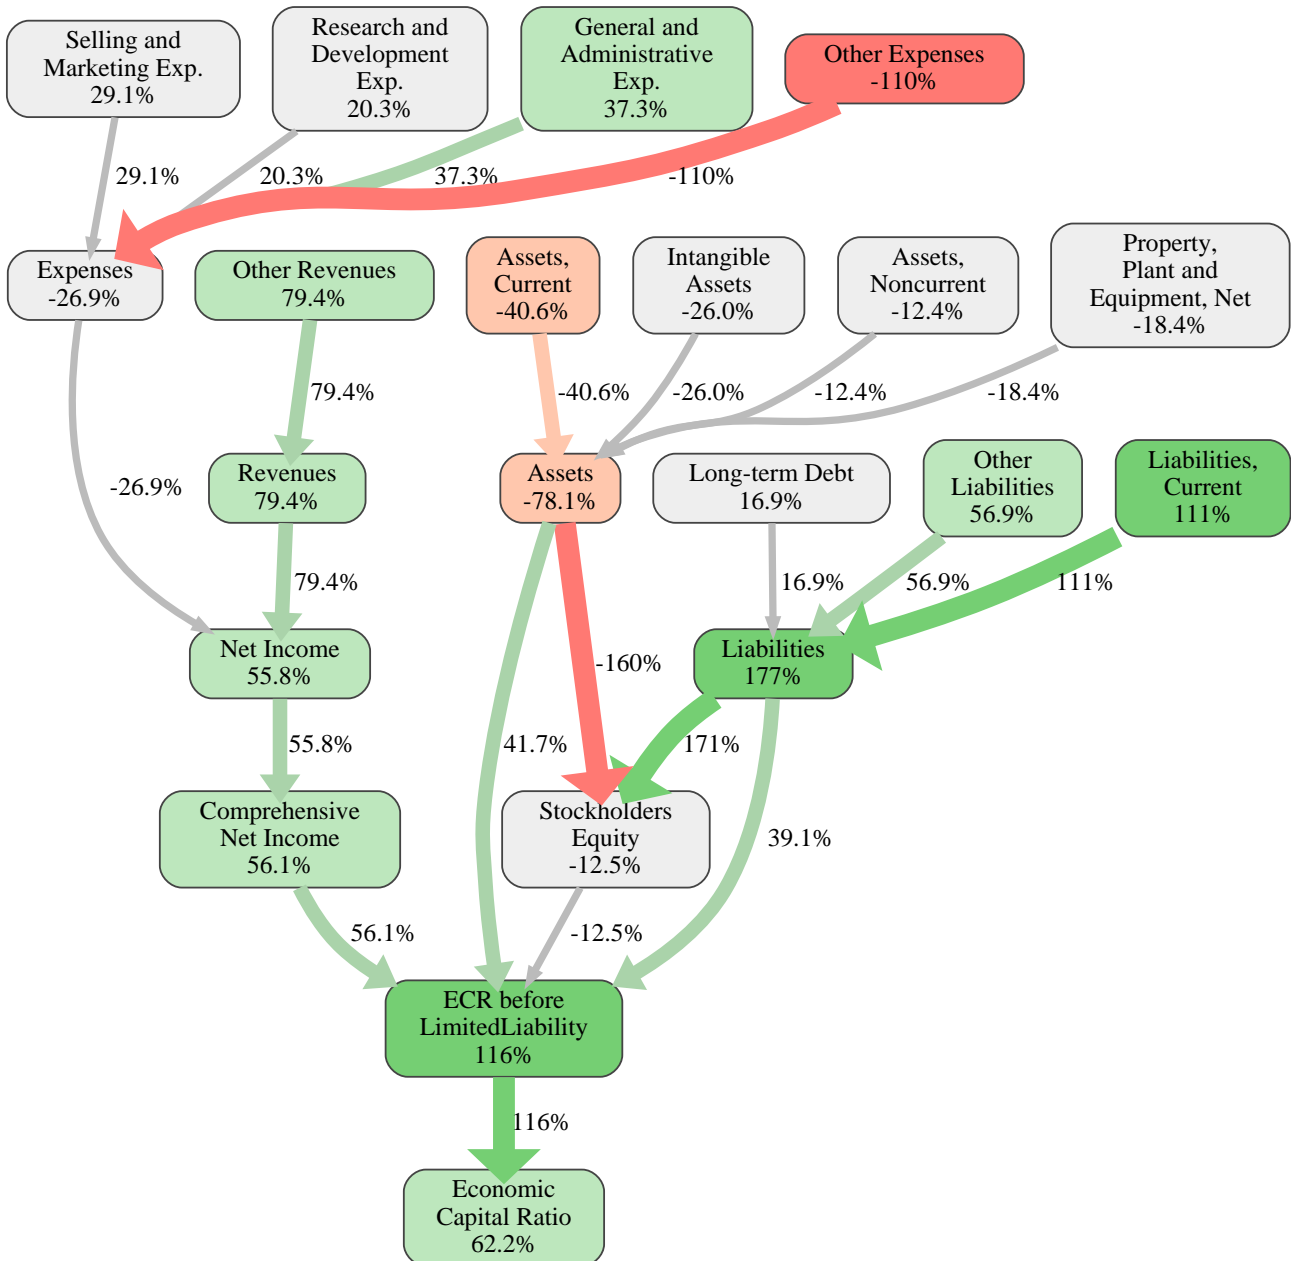 Selling and
Marketing Exp.
29.1%
Research and
Development
Exp.
20.3%
General and
Administrative
Exp.
37.3%
Other Expenses
-110%
29.1%
20.3%
37.3%
-110%
Expenses
-26.9%
Other Revenues
79.4%
Assets,
Current
-40.6%
Intangible
Assets
-26.0%
Assets,
Noncurrent
-12.4%
Property,
Plant and
Equipment, Net
-18.4%
79.4%
-40.6%
-26.0%
-12.4%
-18.4%
-26.9%
Revenues
79.4%
Assets
-78.1%
Long-term Debt
16.9%
Other
Liabilities
56.9%
Liabilities,
Current
111%
79.4%
16.9%
56.9%
111%
Net Income
55.8%
-160%
Liabilities
177%
55.8%
41.7%
171%
39.1%
Comprehensive
Net Income
56.1%
Stockholders
Equity
-12.5%
56.1%
-12.5%
ECR before
LimitedLiability
116%
116%
Economic
Capital Ratio
62.2%